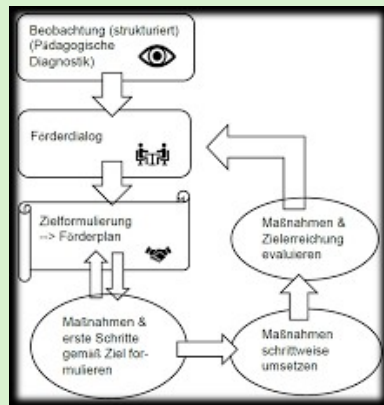 Beobachtung (strukturiert)
(Pädagogische
Diagnostik)
Förderdialog
Zielformulierung
--> Förderplan
Maßnahmen &
erste Schritte
gemäß Ziel for-
mulieren
Maßnahmen
schrittweise
umsetzen
Maßnahmen &
Zielerreichung
evaluieren